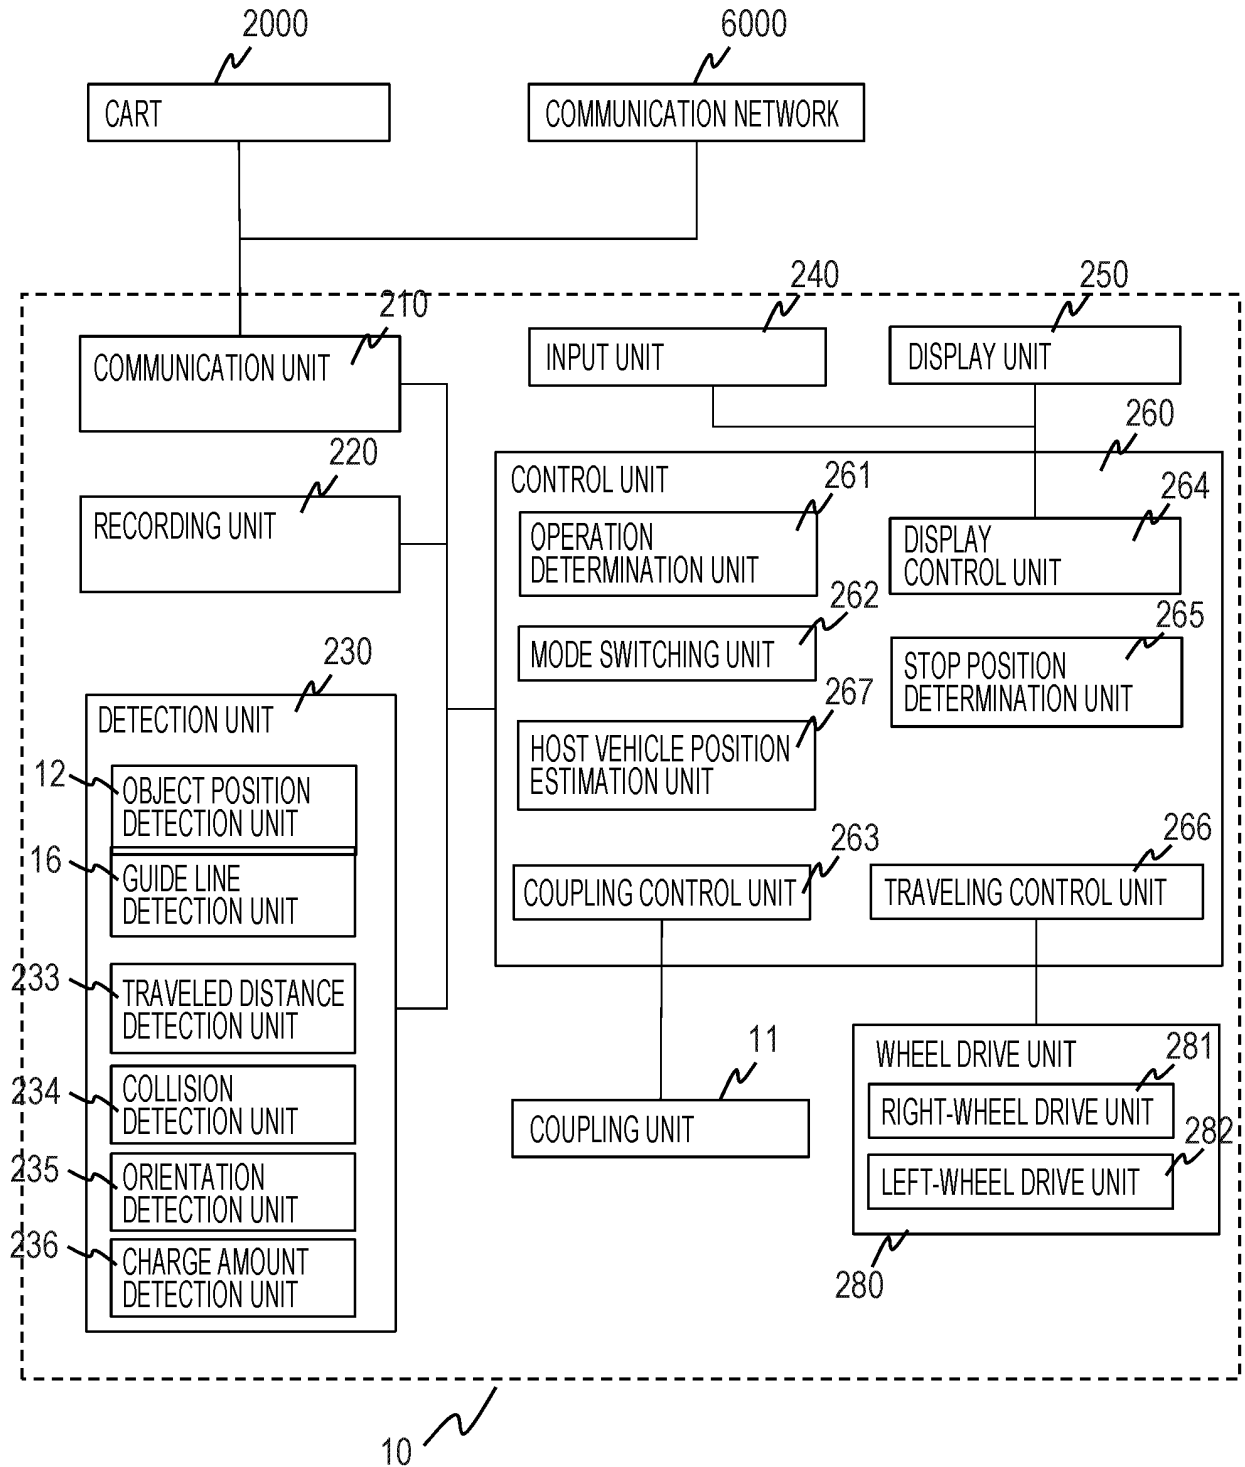 2000
6000
CART
COMMUNICATION NETWORK
240
250
210
INPUT UNIT
DISPLAY UNIT
COMMUNICATION UNIT
260
220
CONTROL UNIT
261
264
RECORDING UNIT
OPERATION
DETERMINATION UNIT
DISPLAY
CONTROL UNIT
262
265
230
MODE SWITCHING UNIT
STOP POSITION
DETERMINATION UNIT
267
DETECTION UNIT
HOST VEHICLE POSITION
ESTIMATION UNIT
12
OBJECT POSITION
DETECTION UNIT
263
266
16
GUIDE LINE
DETECTION UNIT
COUPLING CONTROL UNIT
TRAVELING CONTROL UNIT
233
TRAVELED DISTANCE
DETECTION UNIT
11
WHEEL DRIVE UNIT
281
234
COLLISION
DETECTION UNIT
RIGHT-WHEEL DRIVE UNIT
COUPLING UNIT
282
235
ORIENTATION
DETECTION UNIT
LEFT-WHEEL DRIVE UNIT
236
CHARGE AMOUNT
DETECTION UNIT
280
10